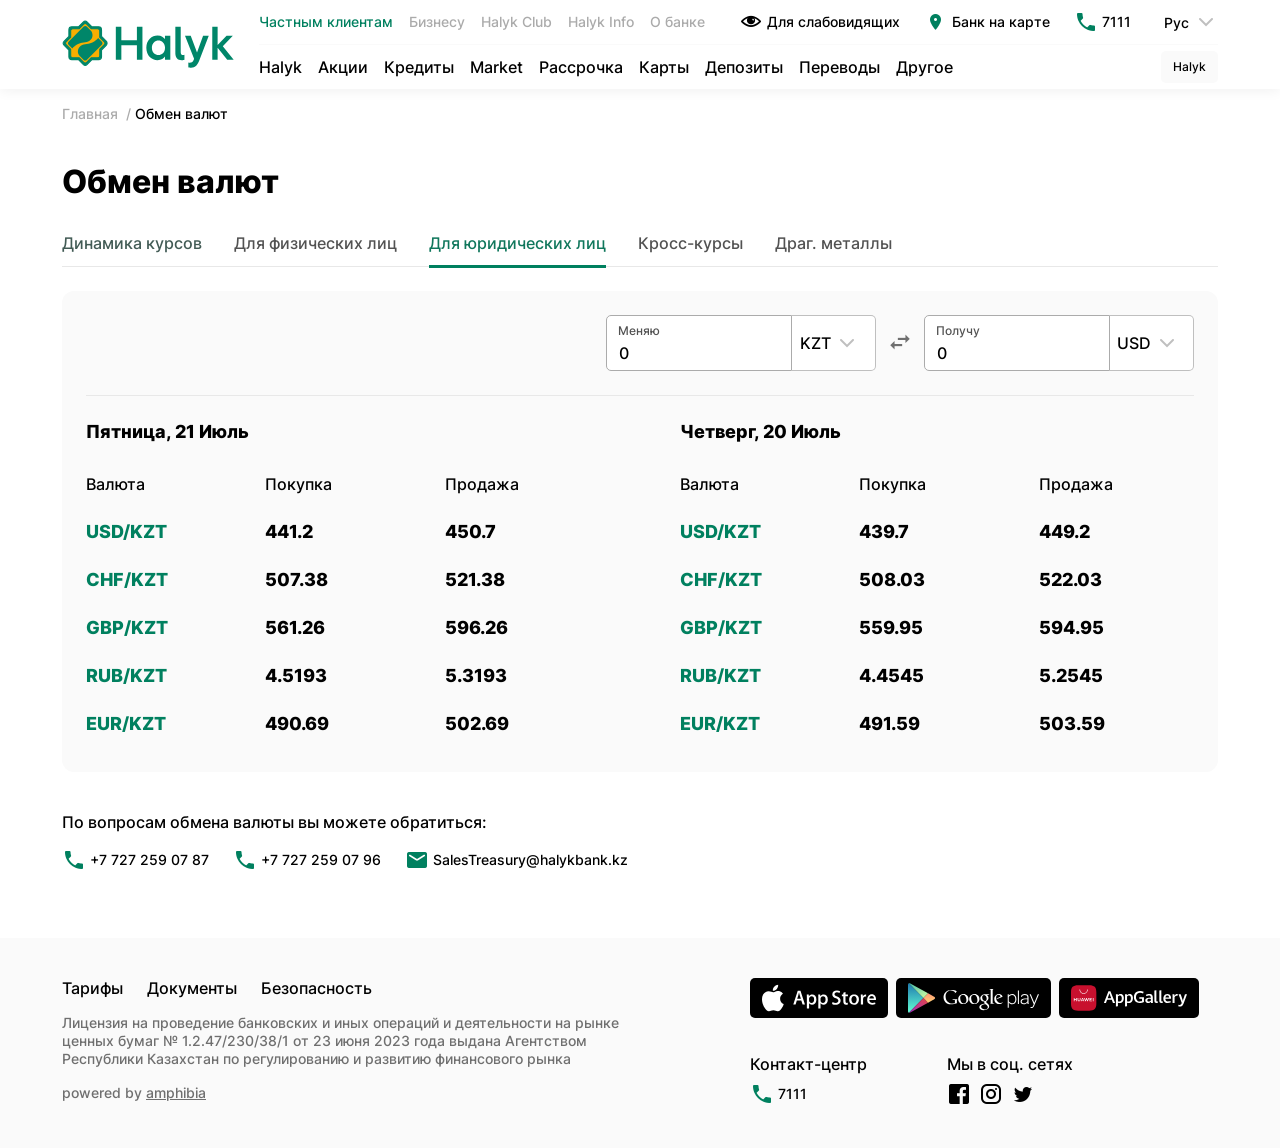 Halyk
Частным клиентам Бизнесу Halyk Club Halyk Info О банке Для слабовидящих Банк на карте 7111 Рус
Halyk Акции Кредиты Market Рассрочка Карты Депозиты Переводы Другое Halyk
Главная / Обмен валют
Обмен валют
Динамика курсов Для физических лиц Для юридических лиц Кросс-курсы Драг. металлы
Меняю Получу
0 KZT 0 USD
Пятница, 21 Июль Четверг, 20 Июль
Валюта Покупка Продажа Валюта Покупка Продажа
USD/KZT 441.2 450.7 USD/KZT 439.7 449.2
CHF/KZT 507.38 521.38 CHF/KZT 508.03 522.03
GBP/KZT 561.26 596.26 GBP/KZT 559.95 594.95
RUB/KZT 4.5193 5.3193 RUB/KZT 4.4545 5.2545
EUR/KZT 490.69 502.69 EUR/KZT 491.59 503.59
По вопросам обмена валюты вы можете обратиться:
+7 727 259 07 87 +7 727 259 07 96 SalesTreasury@halykbank.kz
Тарифы Документы Безопасность
Лицензия на проведение банковских и иных операций и деятельности на рынке
ценных бумаг № 1.2.47/230/38/1 от 23 июня 2023 года выдана Агентством
Республики Казахстан по регулированию и развитию финансового рынка
powered by amphibia
App Store Google play HUAWEI AppGallery
Контакт-центр Мы в соц. сетях
7111